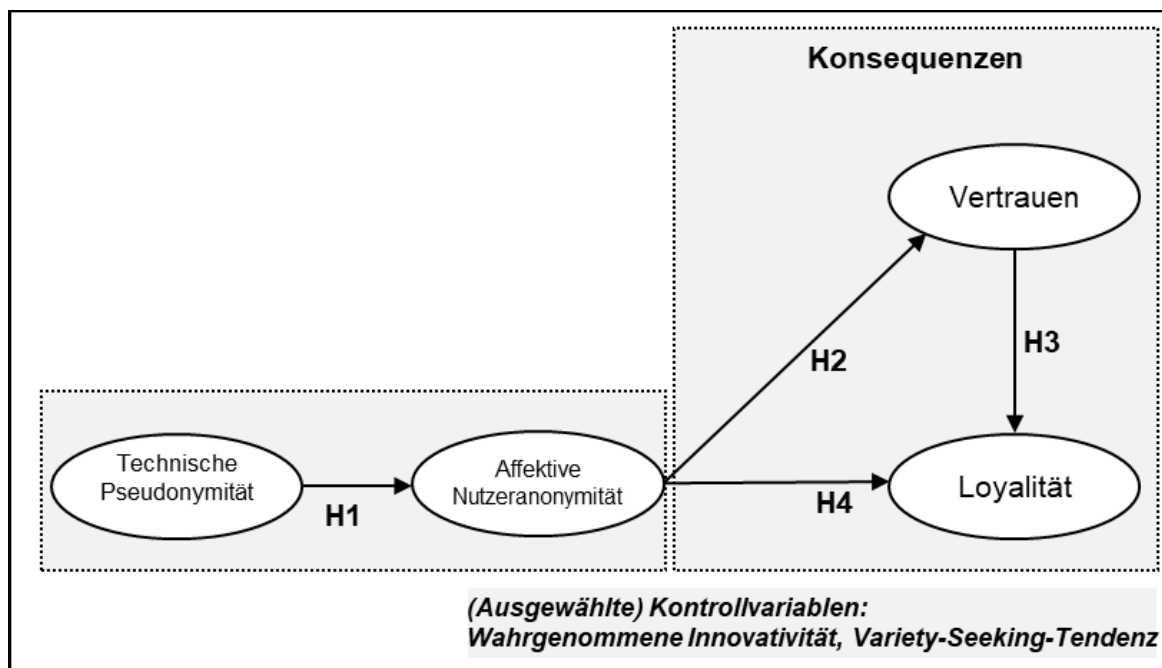 Konsequenzen
Vertrauen
H2
H3
Technische
Pseudonymität
H1
Affektive
Nutzeranonymität
H4
Loyalität
(Ausgewählte) Kontrollvariablen:
Wahrgenommene Innovativität, Variety-Seeking-Tendenz